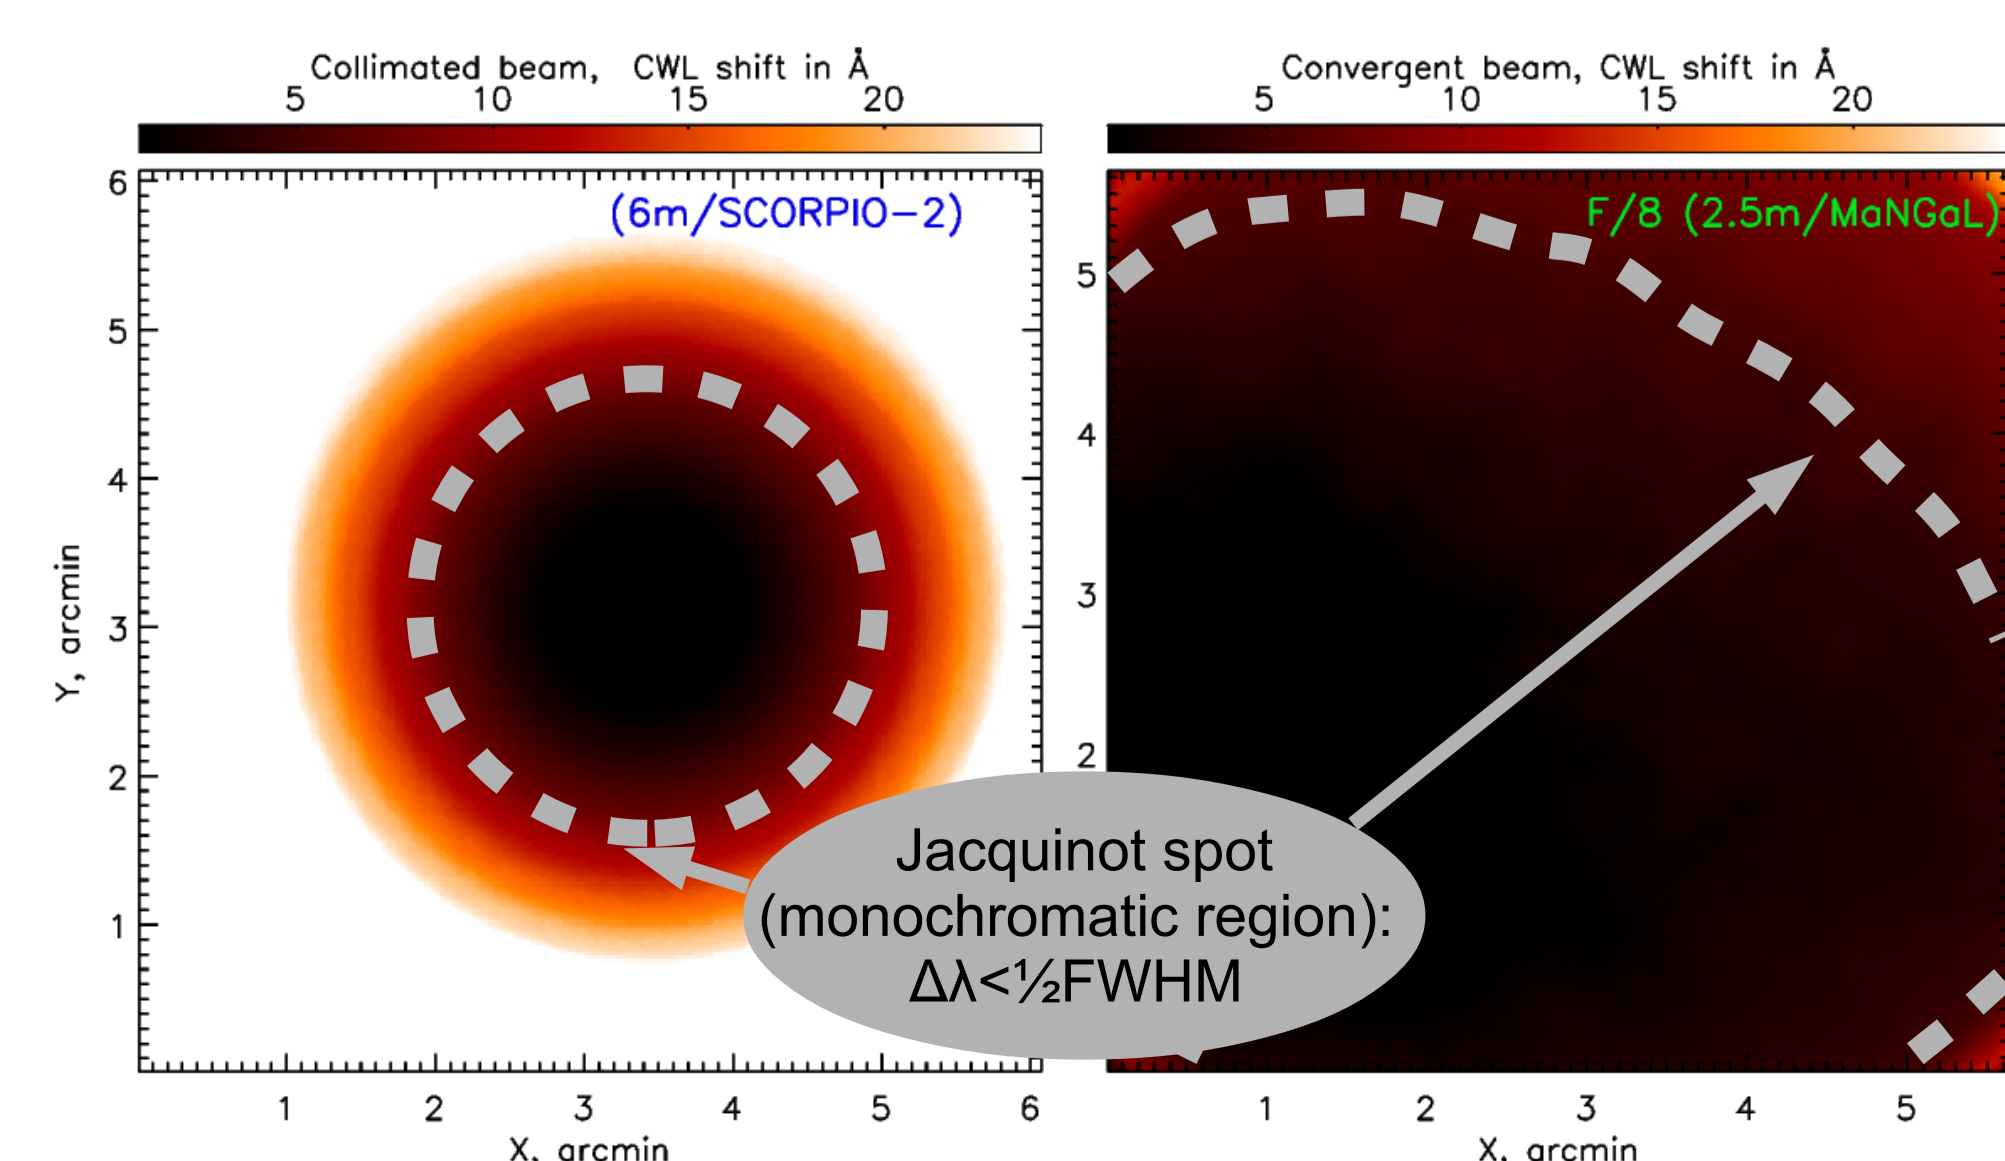 Collimated beam, CWL shift in Å
5 10 15 20
(6m/SCORPIO-2)
6
5
4
3
2
1
Y, arcmin
1 2 3 4 5 6
X, arcmin
Convergent beam, CWL shift in Å
5 10 15 20
F/8 (2.5m/MaNGaL)
5
4
3
2
1 2 3 4 5
X, arcmin
Jacquinot spot
(monochromatic region):
Δλ<½FWHM